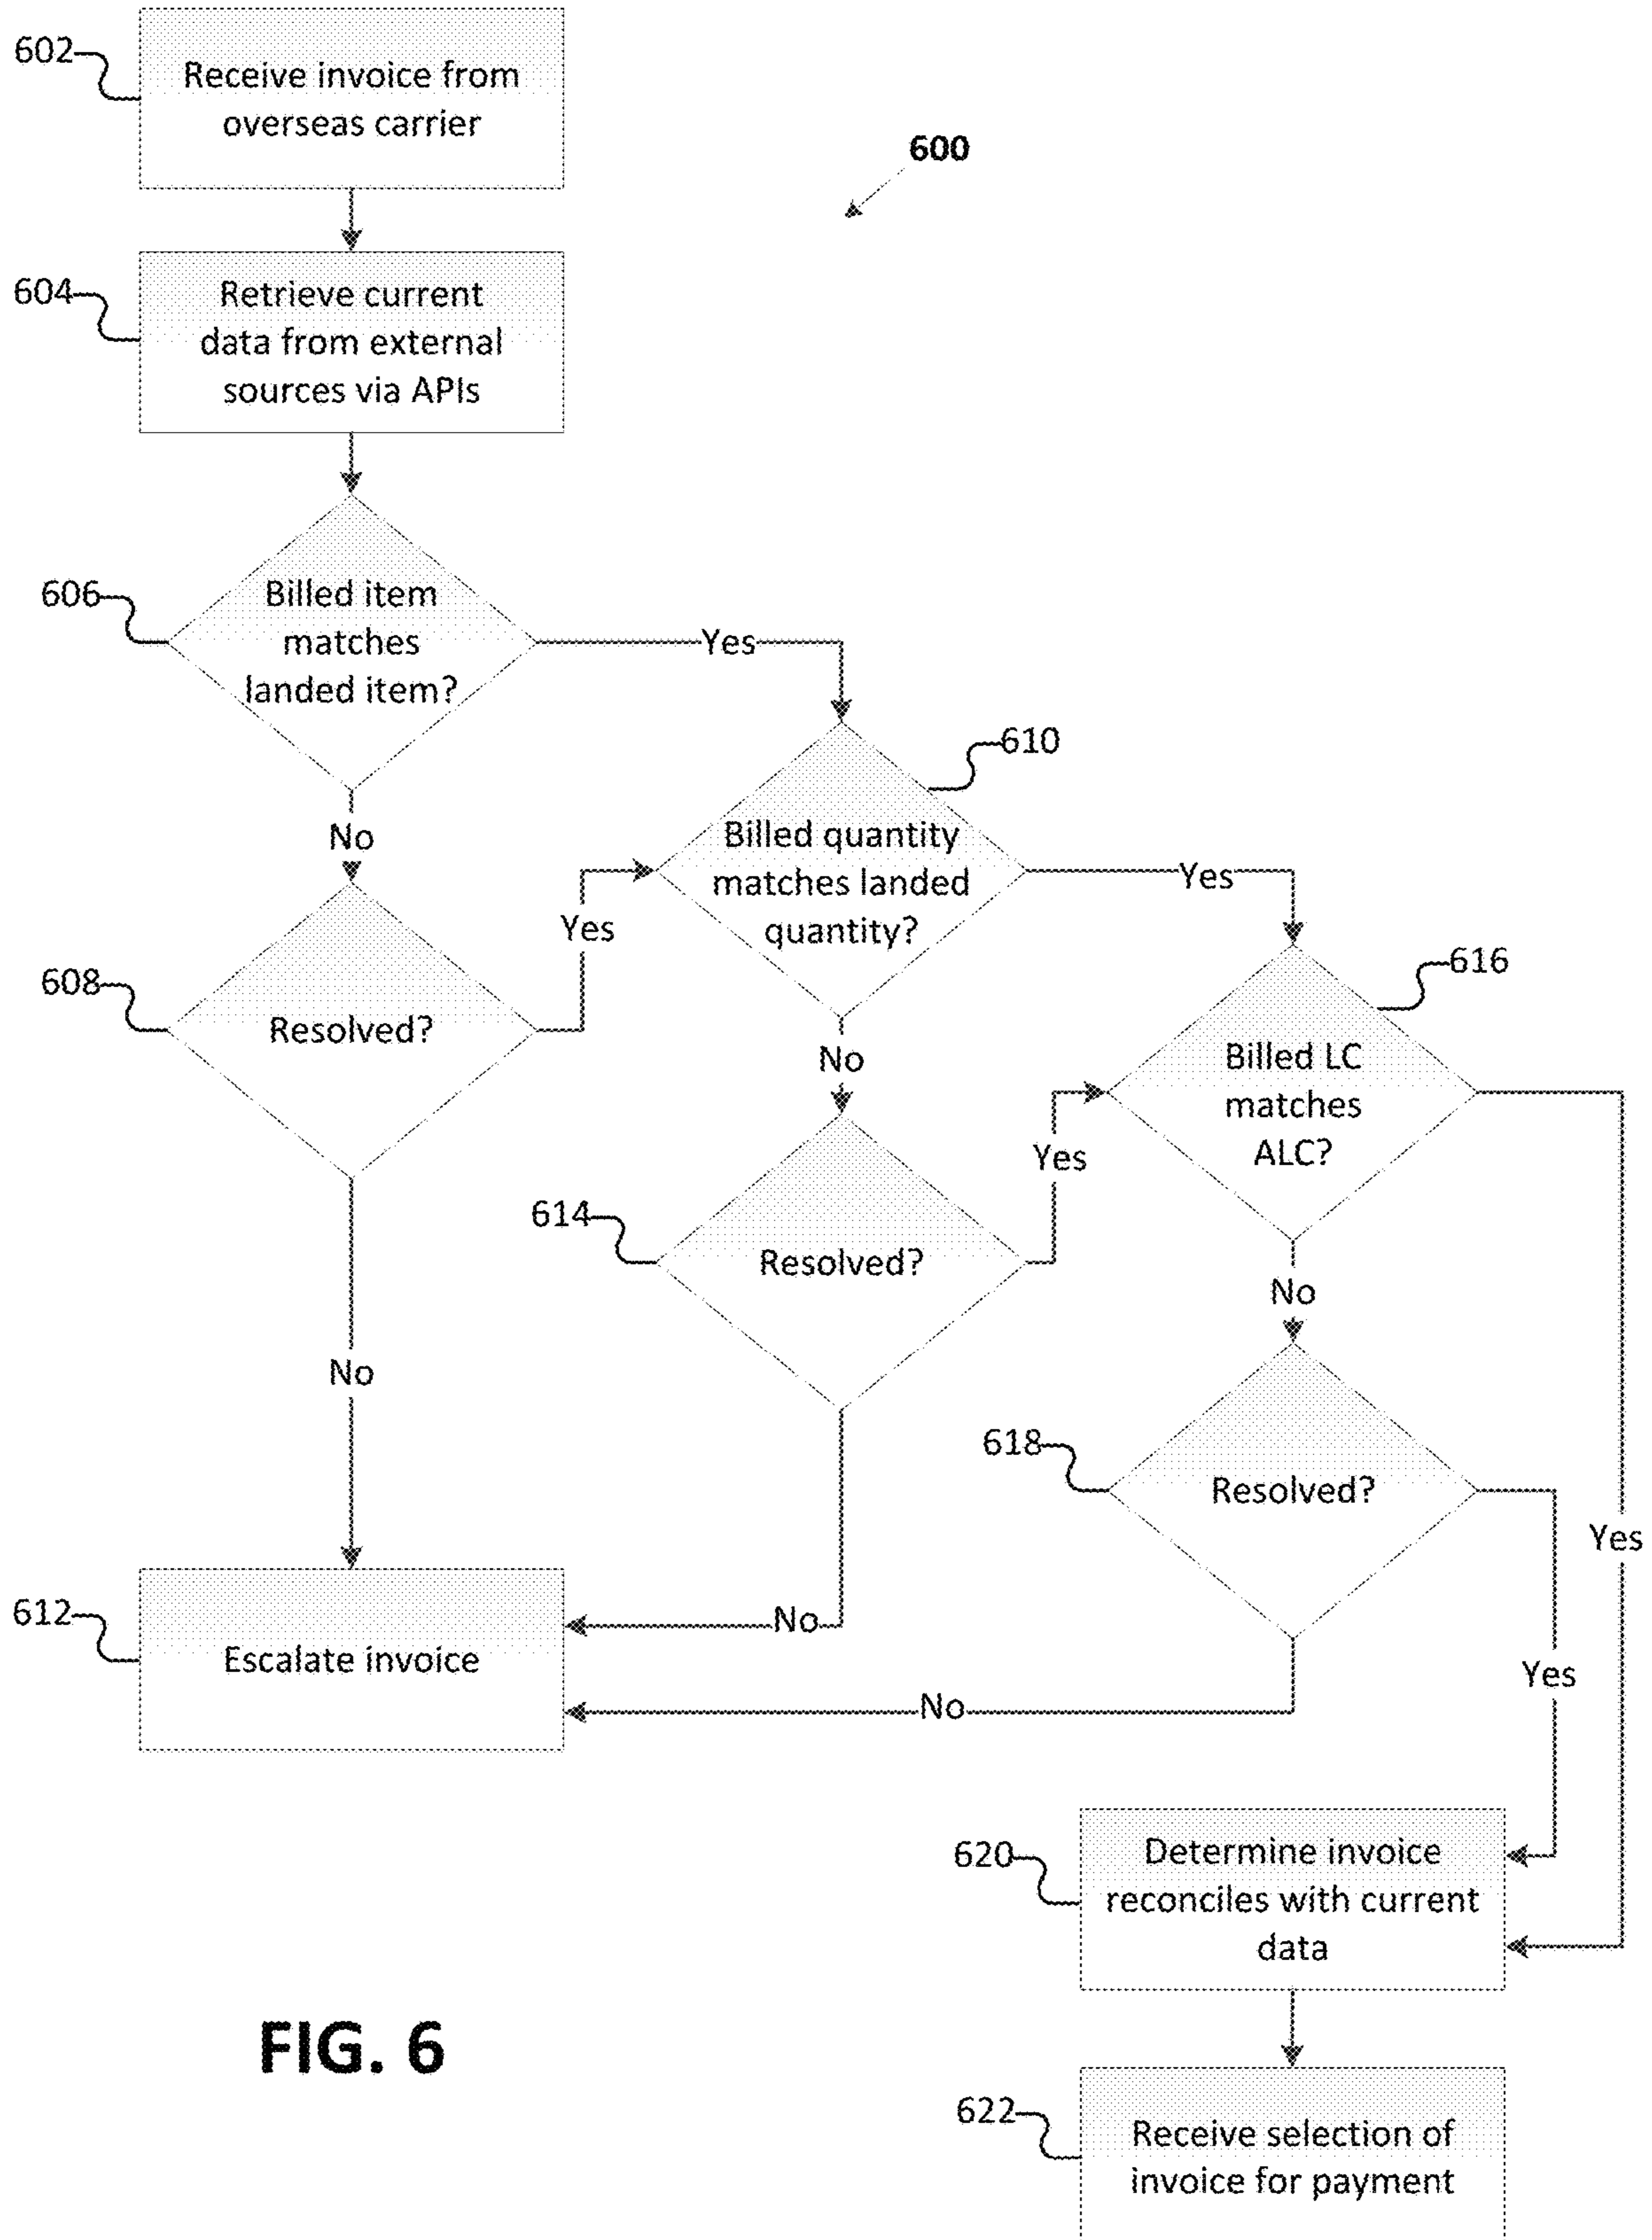 602
Receive invoice from
overseas carrier
600
604
Retrieve current
data from external
sources via APIs
606
Billed item
matches
landed item?
Yes
No
610
Billed quantity
matches landed
quantity?
Yes
Yes
608
Resolved?
No
616
Billed LC
matches
ALC?
No
Yes
614
Resolved?
No
618
Resolved?
Yes
Yes
No
612
Escalate invoice
No
No
620
Determine invoice
reconciles with current
data
FIG. 6
622
Receive selection of
invoice for payment